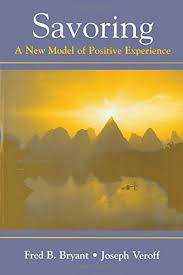 Savoring
A New Model of Positive Experience
Fred B. Bryant • Joseph Veroff